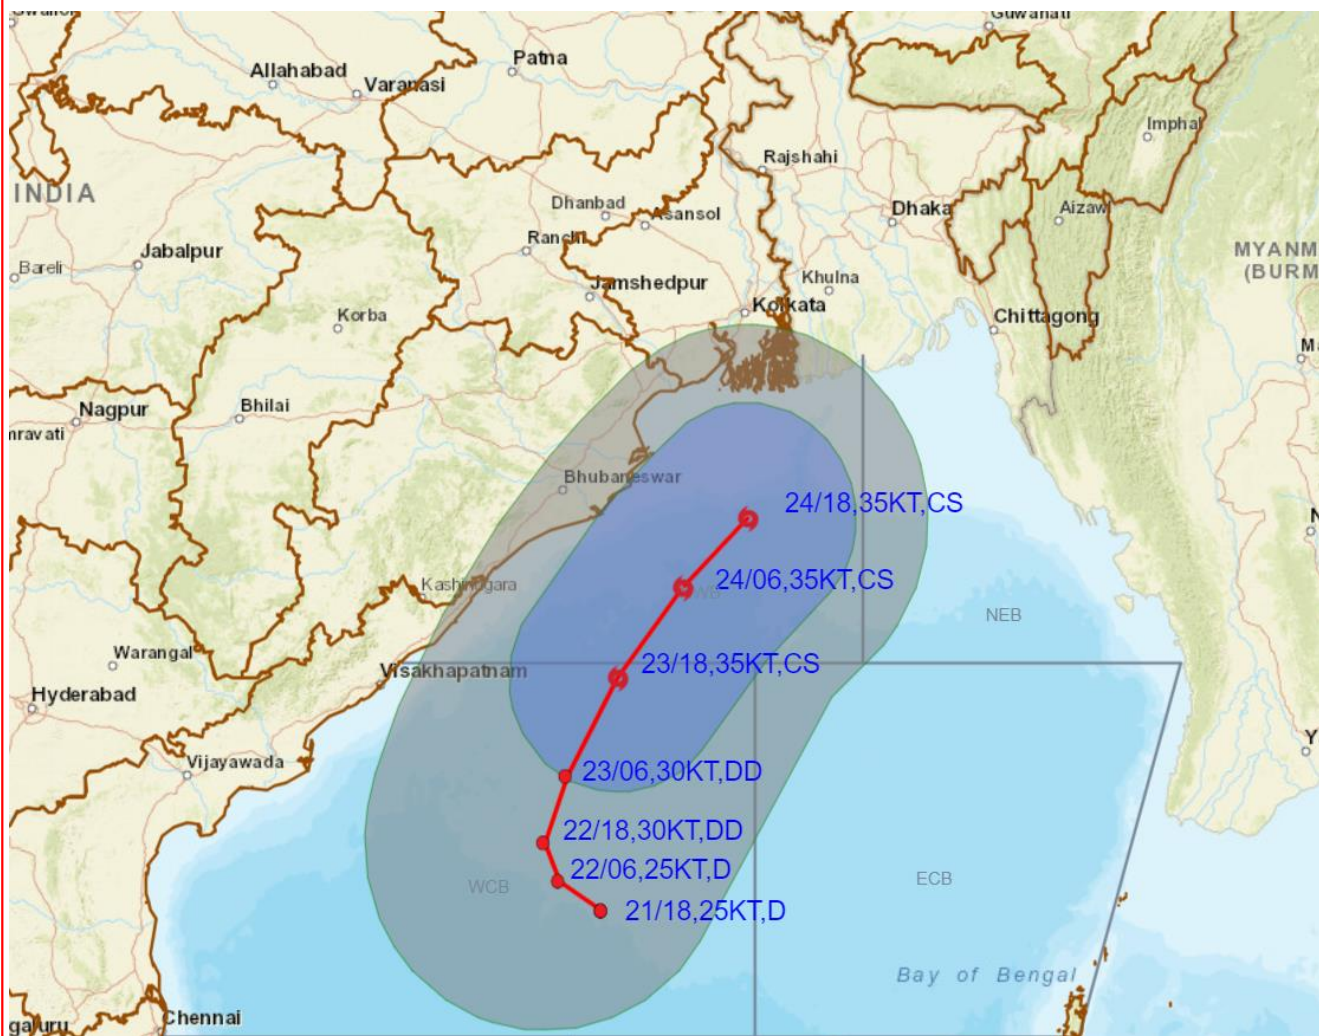 Guwahati
Patna
Allahabad
Varanasi
Imphal
Rajshahi
INDIA
Dhanbad
Asansol
Dhaka
Aizawl
Ranchi
Jabalpur
MYANM
(BURM
Bareli
Jamshedpur
Khulna
Kolkata
Korba
Chittagong
Nagpur
Bhilai
mravati
Bhubaneswar
24/18,35KT,CS
Kashinagara
24/06,35KT,CS
NEB
Warangal
Visakhapatnam
23/18,35KT,CS
Hyderabad
Vijayawada
23/06,30KT,DD
22/18,30KT,DD
22/06,25KT,D
WCB
ECB
21/18,25KT,D
Bay of Bengal
Chennai
galuru